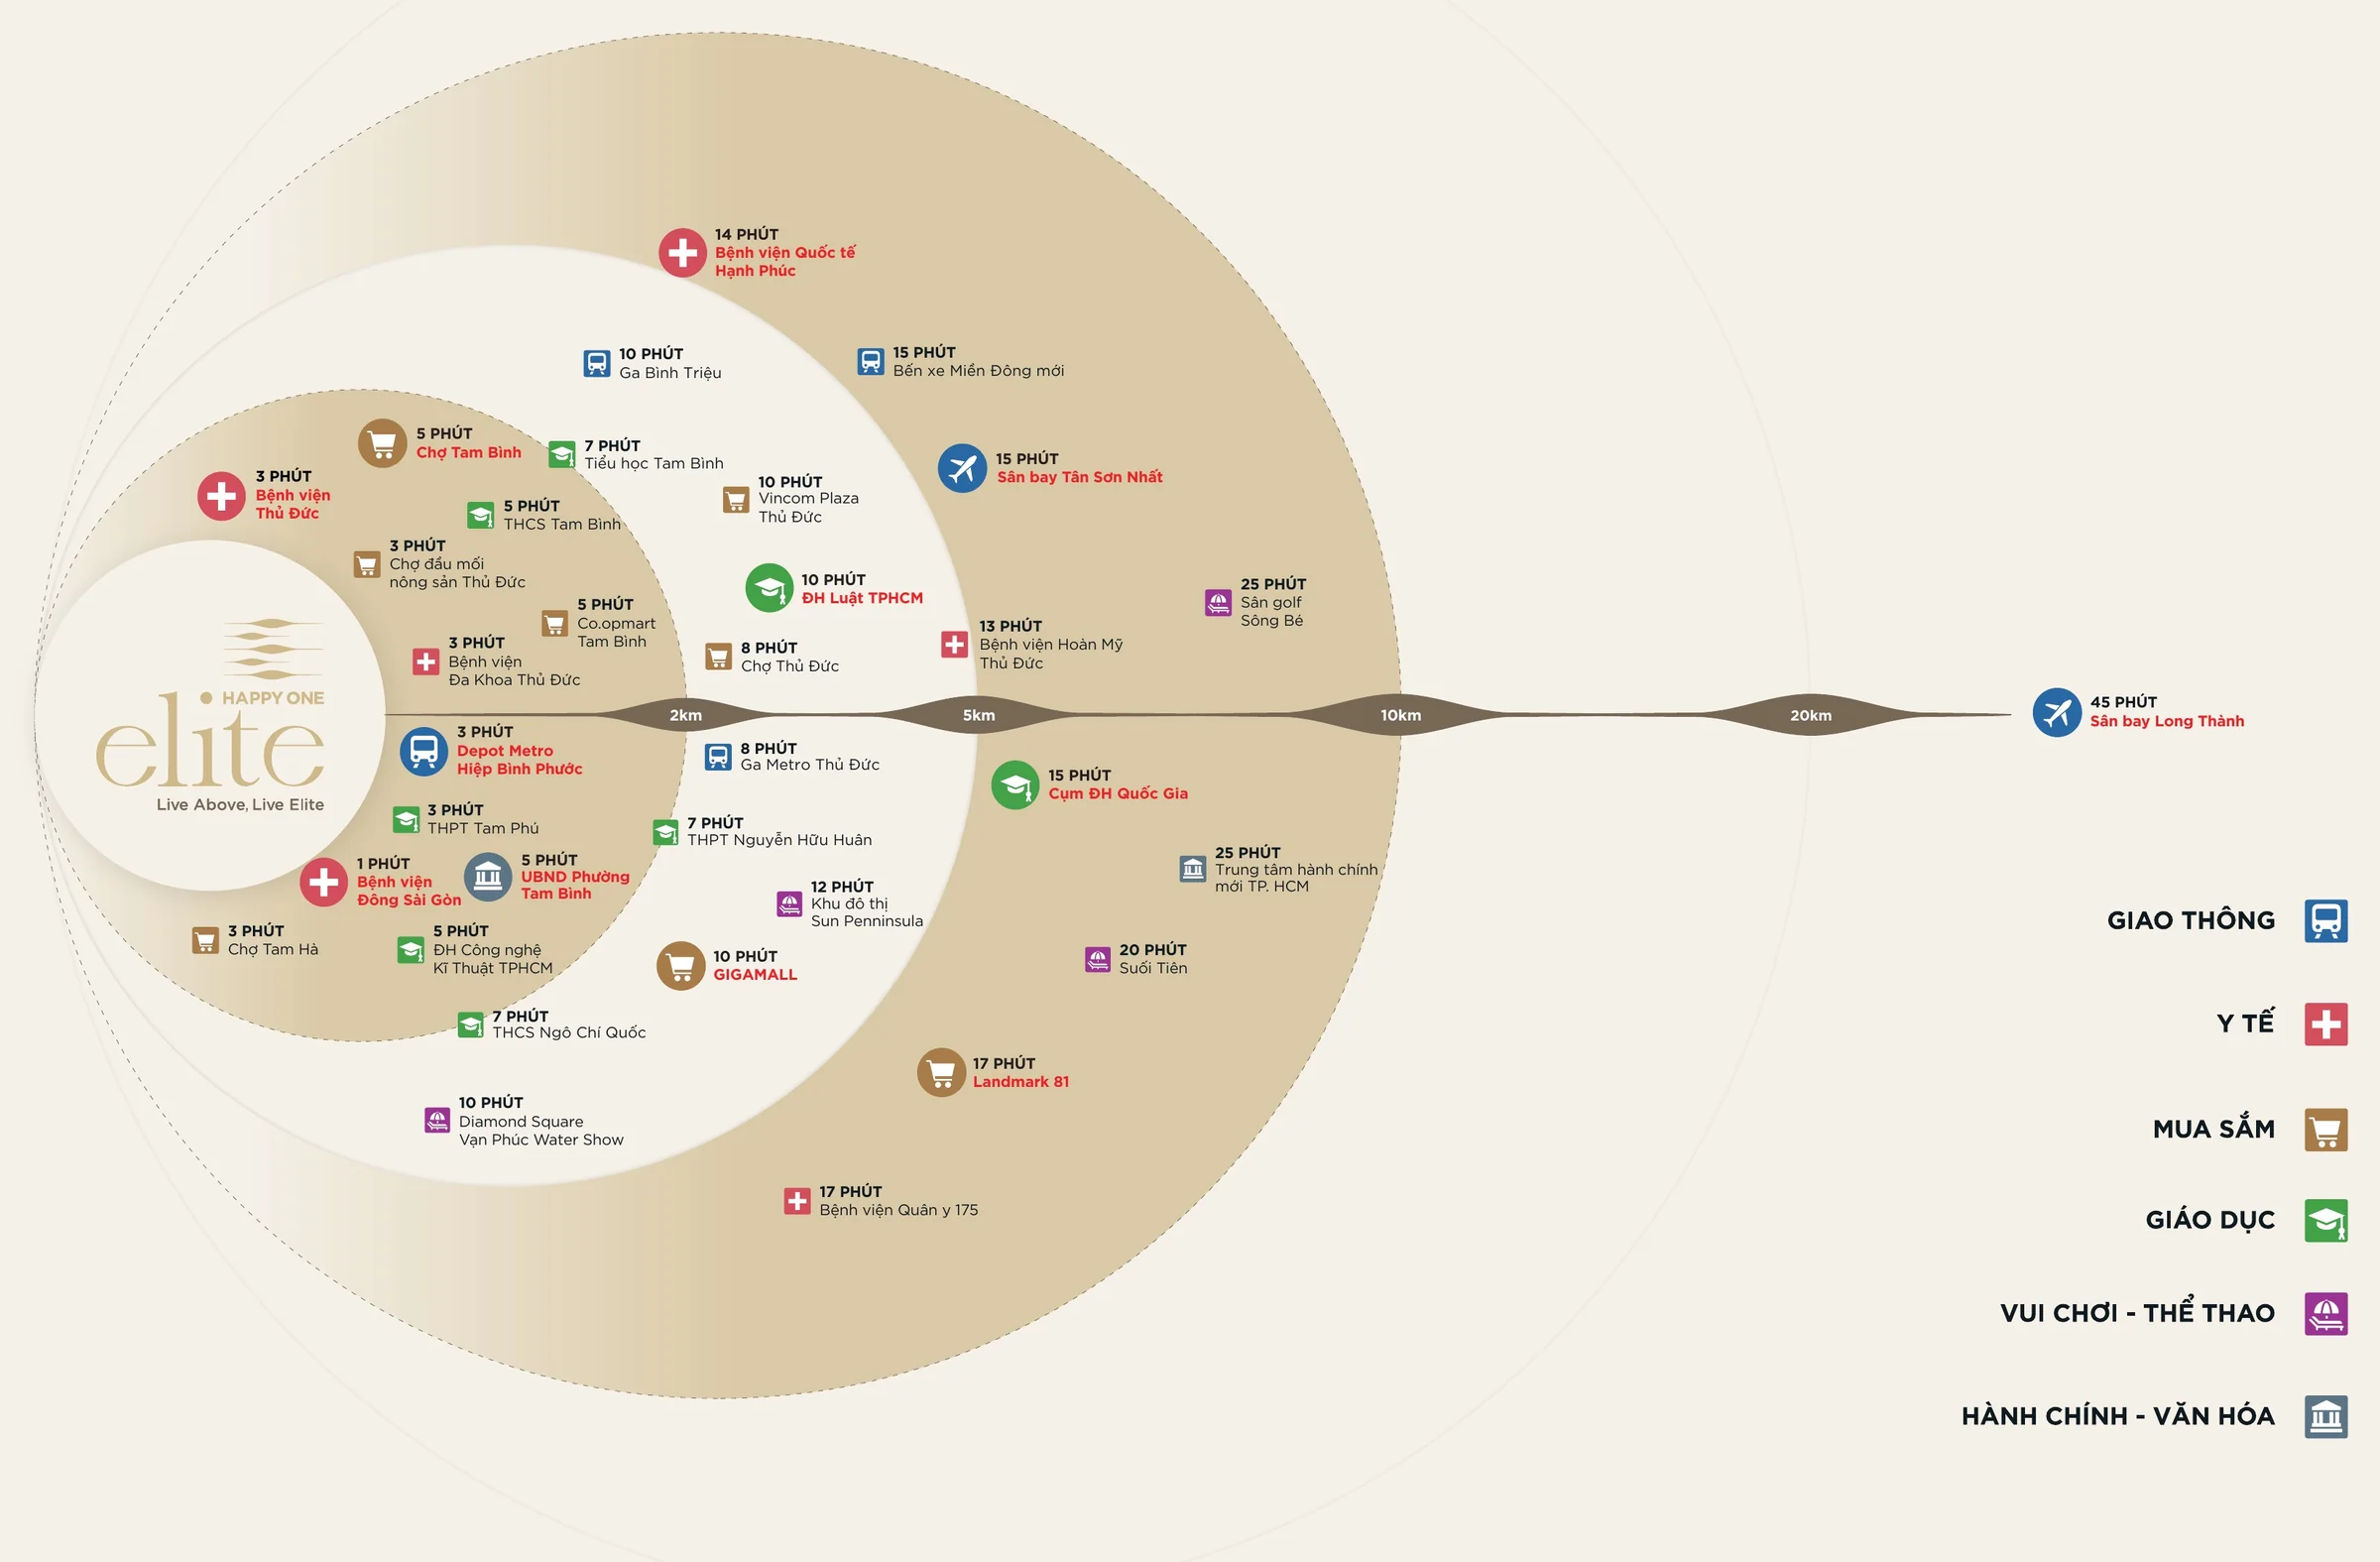 14 PHÚT
Bệnh viện Quốc tế
Hạnh Phúc
10 PHÚT
Ga Bình Triệu
15 PHÚT
Bến xe Miền Đông mới
5 PHÚT
Chợ Tam Bình
7 PHÚT
Tiểu học Tam Bình
15 PHÚT
Sân bay Tân Sơn Nhất
3 PHÚT
Bệnh viện
Thủ Đức
10 PHÚT
Vincom Plaza
Thủ Đức
5 PHÚT
THCS Tam Bình
3 PHÚT
Chợ đầu mối
nông sản Thủ Đức
10 PHÚT
ĐH Luật TPHCM
25 PHÚT
Sân golf
Sông Bé
5 PHÚT
Co.opmart
Tam Bình
13 PHÚT
Bệnh viện Hoàn Mỹ
Thủ Đức
3 PHÚT
Bệnh viện
Đa Khoa Thủ Đức
8 PHÚT
Chợ Thủ Đức
HAPPY ONE
elite
Live Above, Live Elite
2km
5km
10km
20km
45 PHÚT
Sân bay Long Thành
3 PHÚT
Depot Metro
Hiệp Bình Phước
8 PHÚT
Ga Metro Thủ Đức
15 PHÚT
Cụm ĐH Quốc Gia
3 PHÚT
THPT Tam Phú
7 PHÚT
THPT Nguyễn Hữu Huân
1 PHÚT
Bệnh viện
Đông Sài Gòn
5 PHÚT
UBND Phường
Tam Bình
25 PHÚT
Trung tâm hành chính
mới TP. HCM
12 PHÚT
Khu đô thị
Sun Penninsula
3 PHÚT
Chợ Tam Hà
5 PHÚT
ĐH Công nghệ
Kĩ Thuật TPHCM
10 PHÚT
GIGAMALL
20 PHÚT
Suối Tiên
7 PHÚT
THCS Ngô Chí Quốc
17 PHÚT
Landmark 81
10 PHÚT
Diamond Square
Vạn Phúc Water Show
17 PHÚT
Bệnh viện Quân y 175
GIAO THÔNG
Y TẾ
MUA SẮM
GIÁO DỤC
VUI CHƠI - THỂ THAO
HÀNH CHÍNH - VĂN HÓA